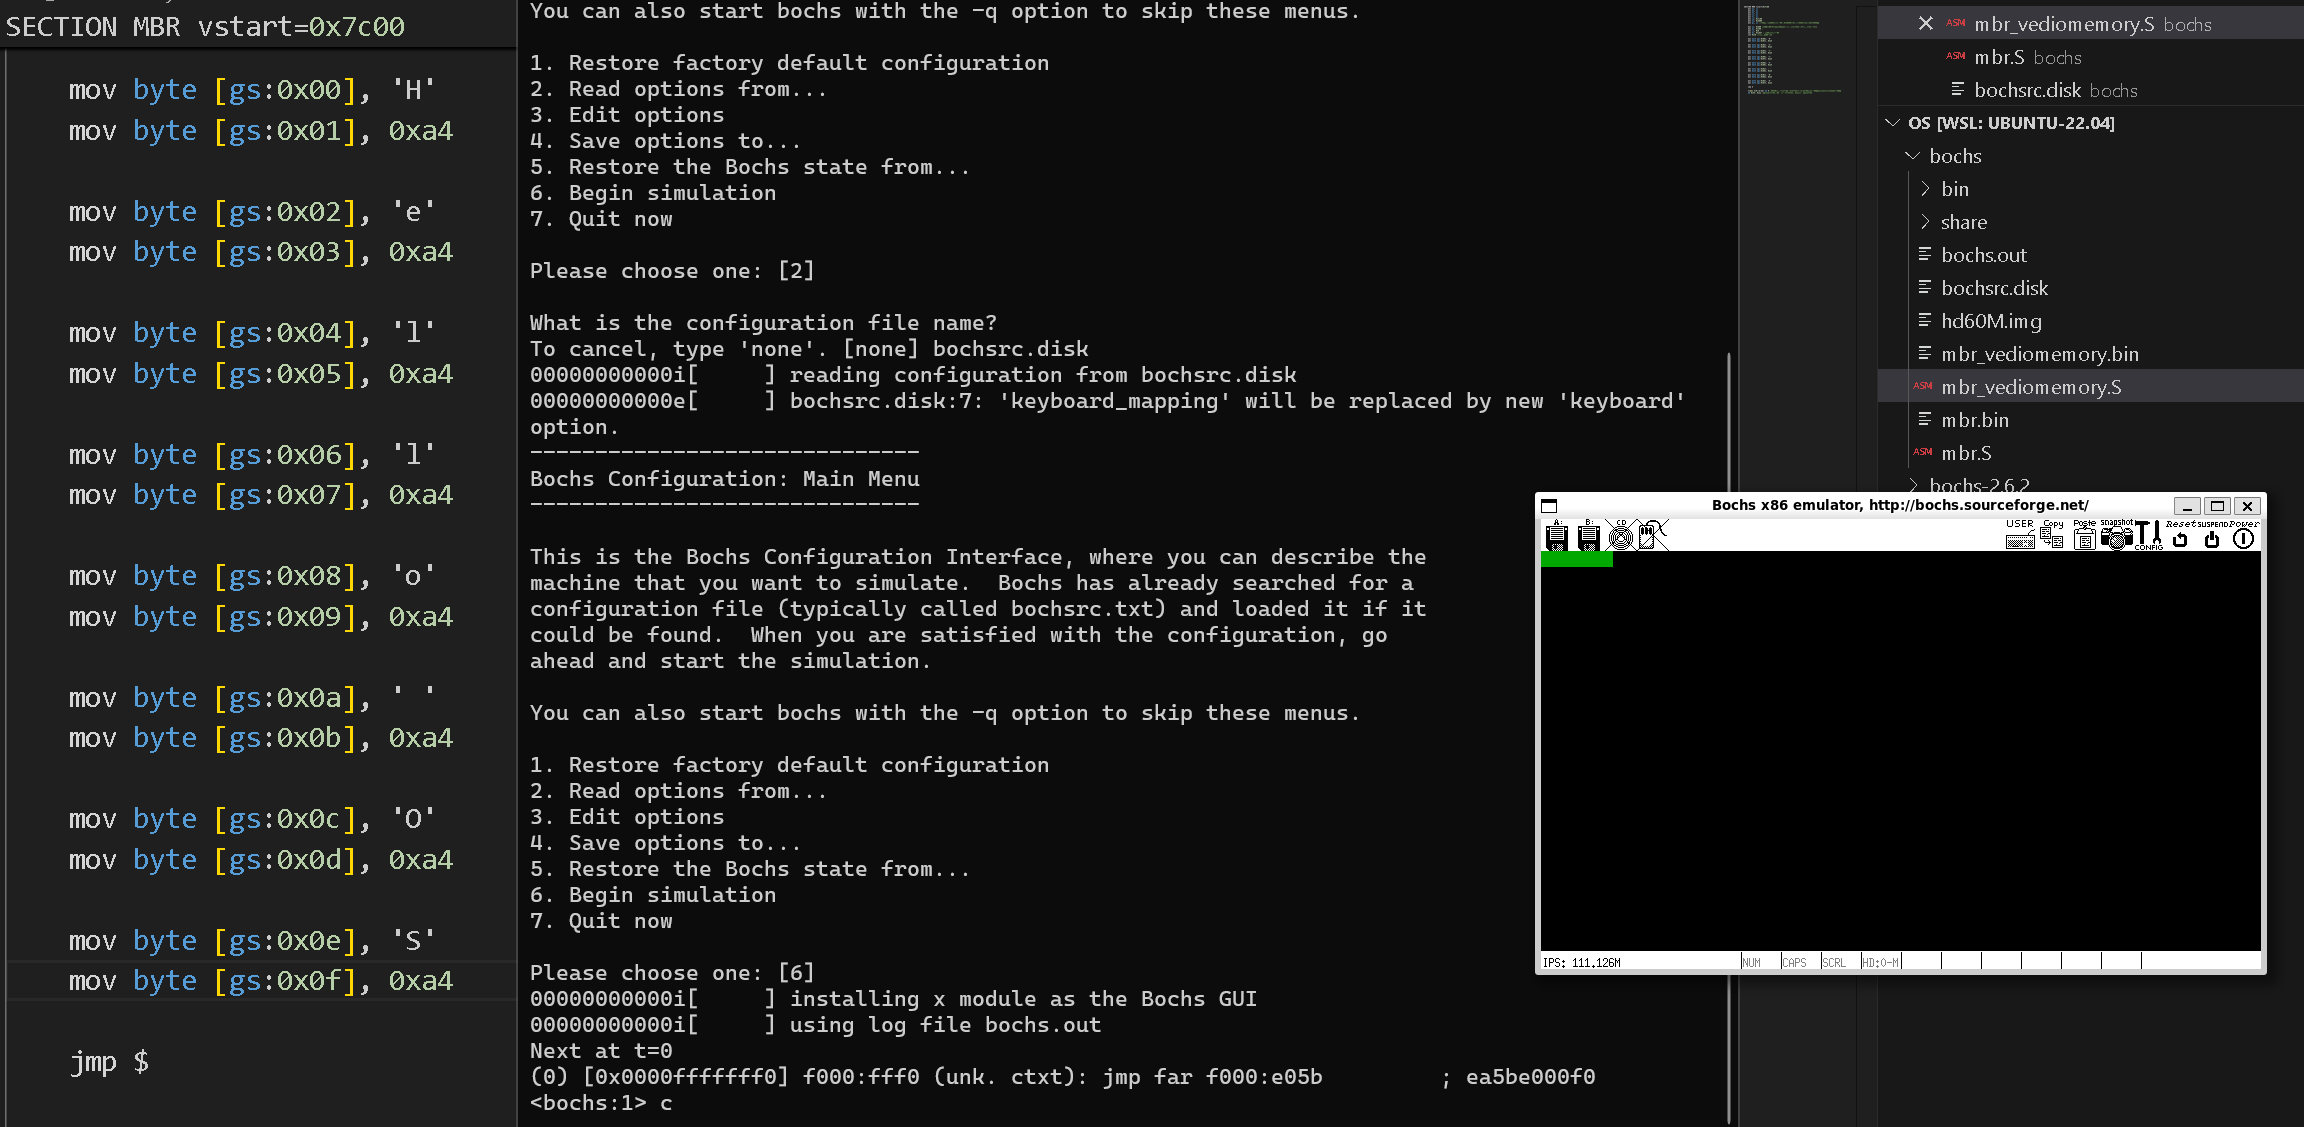 SECTION MBR vstart=0x7c00
mov byte [gs:0x00], 'H'
mov byte [gs:0x01], 0xa4
mov byte [gs:0x02], 'e'
mov byte [gs:0x03], 0xa4
mov byte [gs:0x04], 'l'
mov byte [gs:0x05], 0xa4
mov byte [gs:0x06], 'l'
mov byte [gs:0x07], 0xa4
mov byte [gs:0x08], 'o'
mov byte [gs:0x09], 0xa4
mov byte [gs:0x0a], ' '
mov byte [gs:0x0b], 0xa4
mov byte [gs:0x0c], 'O'
mov byte [gs:0x0d], 0xa4
mov byte [gs:0x0e], 'S'
mov byte [gs:0x0f], 0xa4
jmp $
You can also start bochs with the -q option to skip these menus.
1. Restore factory default configuration
2. Read options from...
3. Edit options
4. Save options to...
5. Restore the Bochs state from...
6. Begin simulation
7. Quit now
Please choose one: [2]
What is the configuration file name?
To cancel, type 'none'. [none] bochsrc.disk
00000000000i[     ] reading configuration from bochsrc.disk
00000000000e[     ] bochsrc.disk:7: 'keyboard_mapping' will be replaced by new 'keyboard'
option.
------------------------------
Bochs Configuration: Main Menu
------------------------------
This is the Bochs Configuration Interface, where you can describe the
machine that you want to simulate.  Bochs has already searched for a
configuration file (typically called bochsrc.txt) and loaded it if it
could be found.  When you are satisfied with the configuration, go
ahead and start the simulation.
You can also start bochs with the -q option to skip these menus.
1. Restore factory default configuration
2. Read options from...
3. Edit options
4. Save options to...
5. Restore the Bochs state from...
6. Begin simulation
7. Quit now
Please choose one: [6]
00000000000i[     ] installing x module as the Bochs GUI
00000000000i[     ] using log file bochs.out
Next at t=0
(0) [0x0000fffffff0] f000:fff0 (unk. ctxt): jmp far f000:e05b         ; ea5be000f0
<bochs:1> c
ASM mbr_vediomemory.S bochs
ASM mbr.S bochs
bochsrc.disk bochs
OS [WSL: UBUNTU-22.04]
bochs
bin
share
bochs.out
bochsrc.disk
hd60M.img
mbr_vediomemory.bin
ASM mbr_vediomemory.S
mbr.bin
ASM mbr.S
bochs-2.6.2
Bochs x86 emulator, http://bochs.sourceforge.net/
A: B: CD USER Copy Paste snapshot CONFIG Reset SUSPEND Power
IPS: 111.126M NUM CAPS SCRL HD:0-M